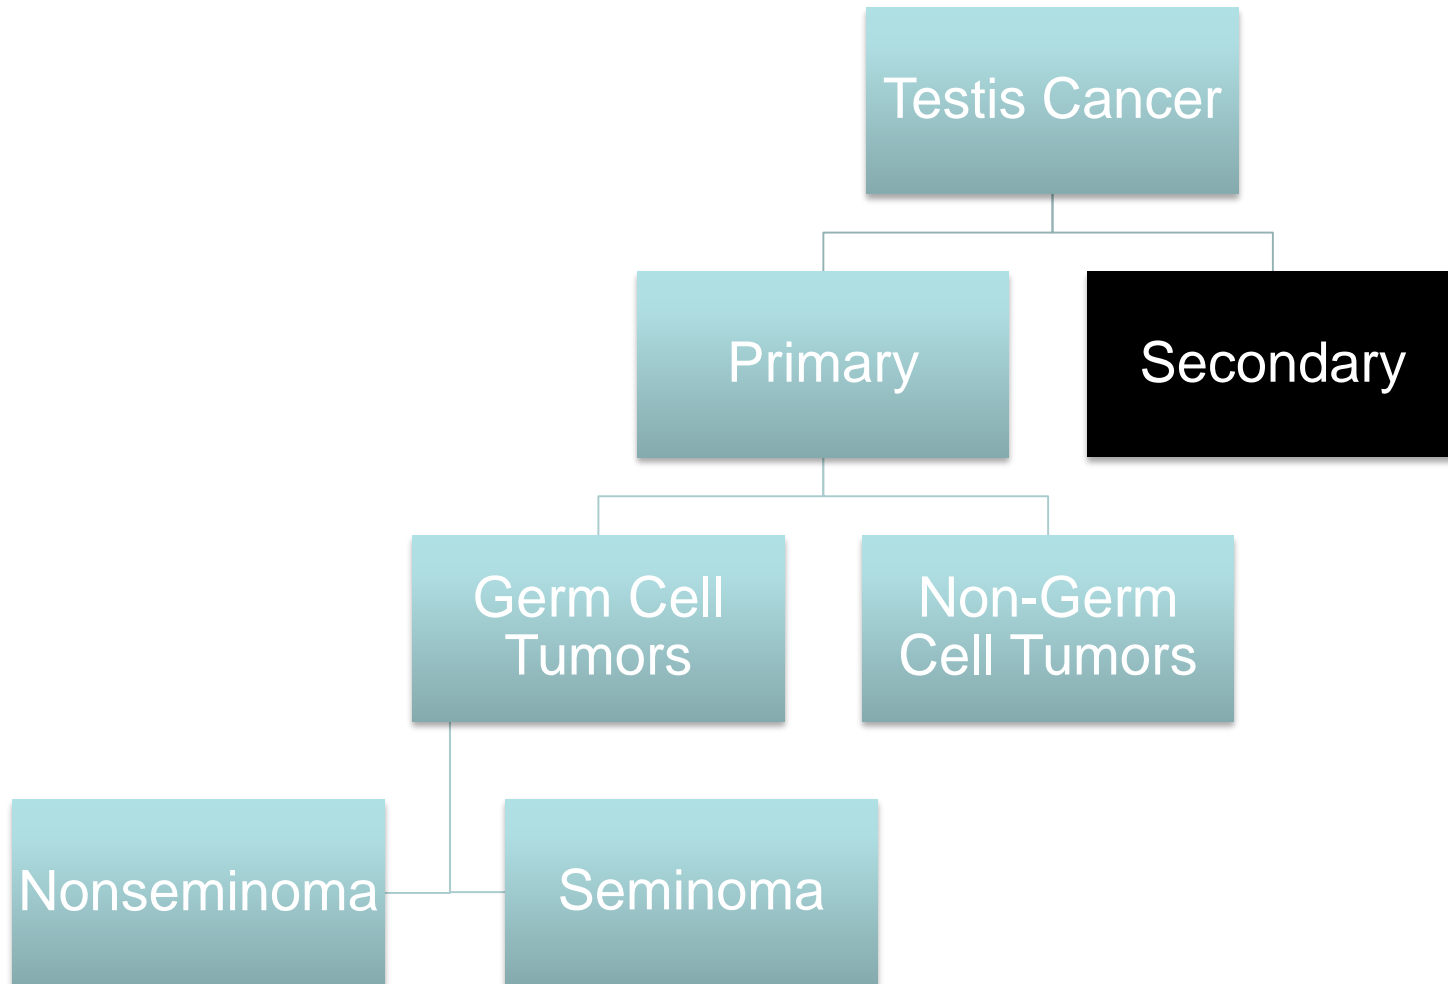 Testis Cancer
Primary
Secondary
Germ Cell
Tumors
Non-Germ
Cell Tumors
Nonseminoma
Seminoma